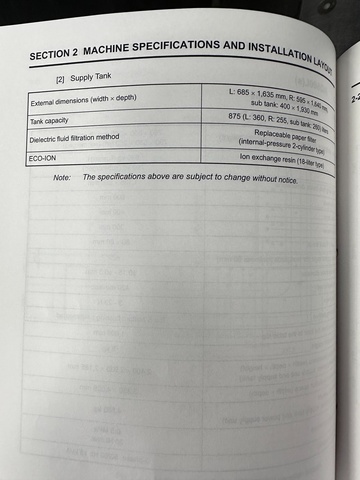 SECTION 2 MACHINE SPECIFICATIONS AND INSTALLATION LAYOUT
[2] Supply Tank
External dimensions (width × depth)
L: 685 × 1,635 mm, R: 595 × 1,640 mm
sub tank: 400 × 1,930 mm
Tank capacity
875 (L: 360, R: 255, sub tank: 260) liters
Dielectric fluid filtration method
Replaceable paper filter
(internal-pressure 2-cylinder type)
ECO-ION
Ion exchange resin (18-liter type)
Note: The specifications above are subject to change without notice.